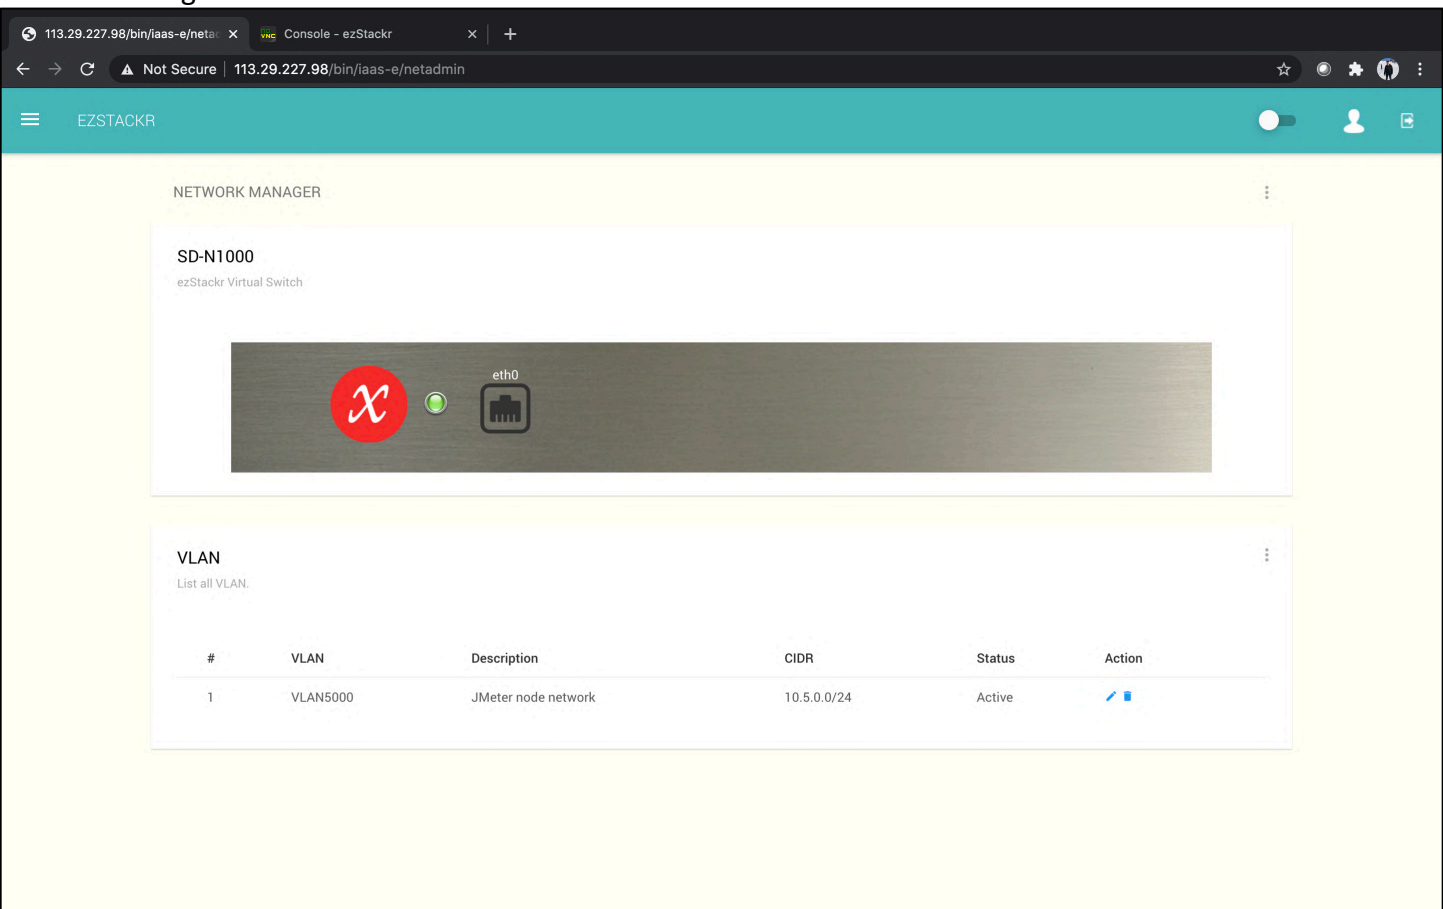 113.29.227.98/bin/iaas-e/neta
Console - ezStackr
Not Secure | 113.29.227.98/bin/iaas-e/netadmin
EZSTACKR
NETWORK MANAGER
SD-N1000
ezStackr Virtual Switch
eth0
X
VLAN
List all VLAN.
# VLAN Description CIDR Status Action
1 VLAN5000 JMeter node network 10.5.0.0/24 Active